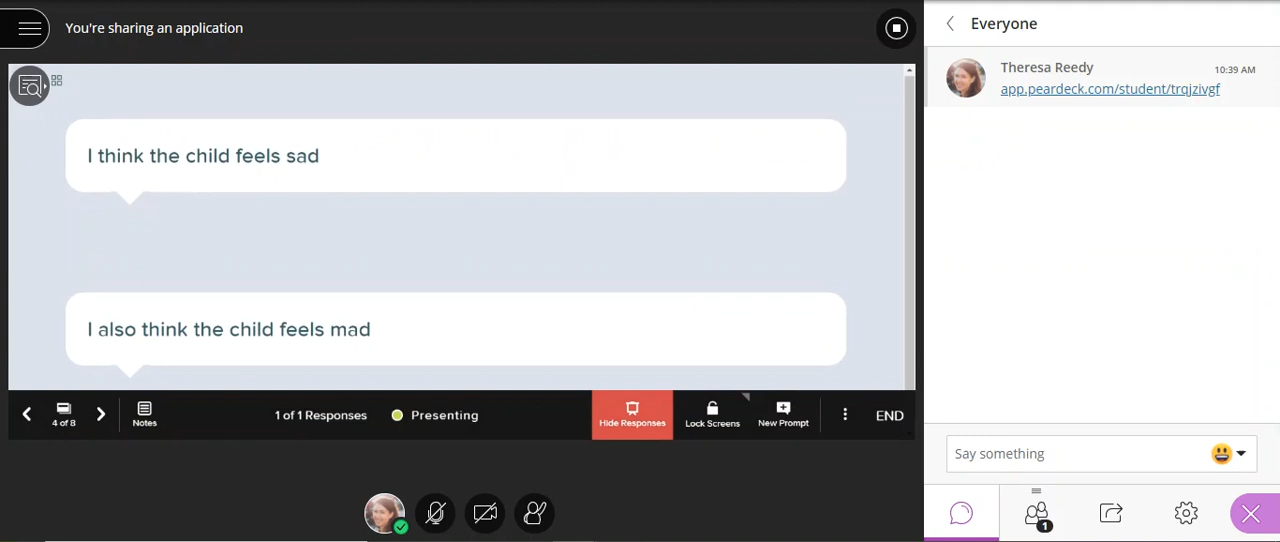 You're sharing an application
I think the child feels sad
I also think the child feels mad
4 of 8
Notes
1 of 1 Responses
Presenting
Hide Responses
Lock Screens
New Prompt
END
Everyone
Theresa Reedy
10:39 AM
app.peardeck.com/student/trqjzivgf
Say something
1